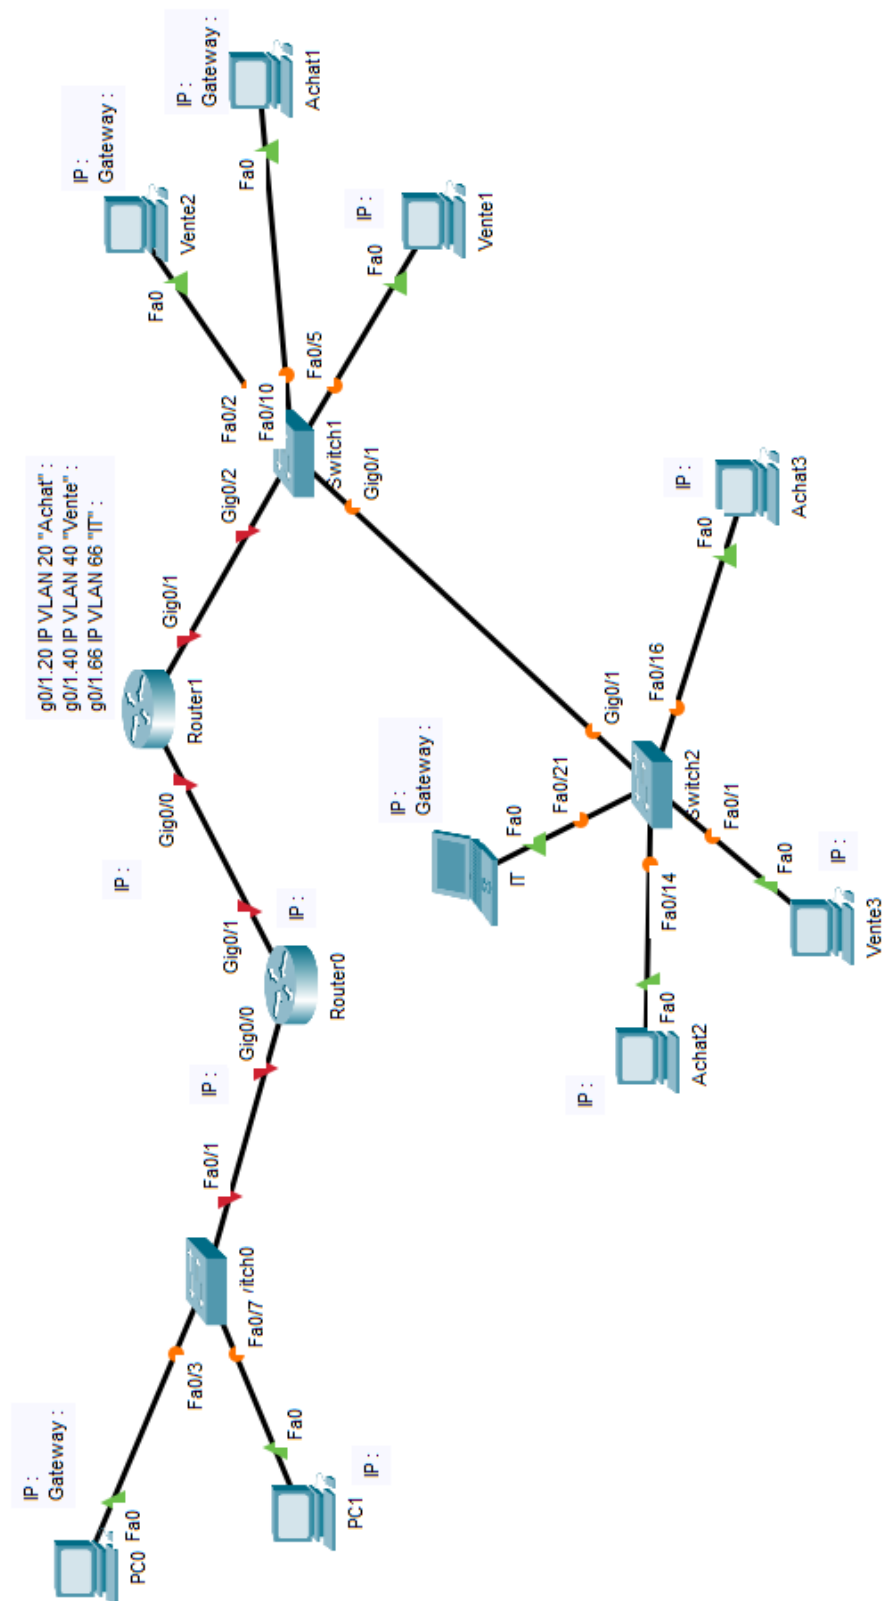 IP :
Gateway :
g0/1.20 IP VLAN 20 "Achat" :
g0/1.40 IP VLAN 40 "Vente" :
g0/1.66 IP VLAN 66 "IT" :
IP :
Gateway :
Fa0
PC0
Fa0/3
IP :
Gig0/0
Gig0/1
Router1
Fa0
Vente2
IP :
Gateway :
Fa0/1
IP :
Gig0/0
Gig0/1
IP :
Router0
Gig0/2
Fa0/2
Fa0/10
Fa0
Achat1
itch0
Fa0/7
Fa0
PC1
IP :
Fa0/5
Switch1
Gig0/1
Fa0
IP :
Vente1
IP :
Gateway :
Fa0
IT
Fa0/21
Gig0/1
IP :
Fa0
Achat2
Fa0/14
Switch2
Fa0/16
Fa0
IP :
Achat3
Fa0/1
Fa0
IP :
Vente3